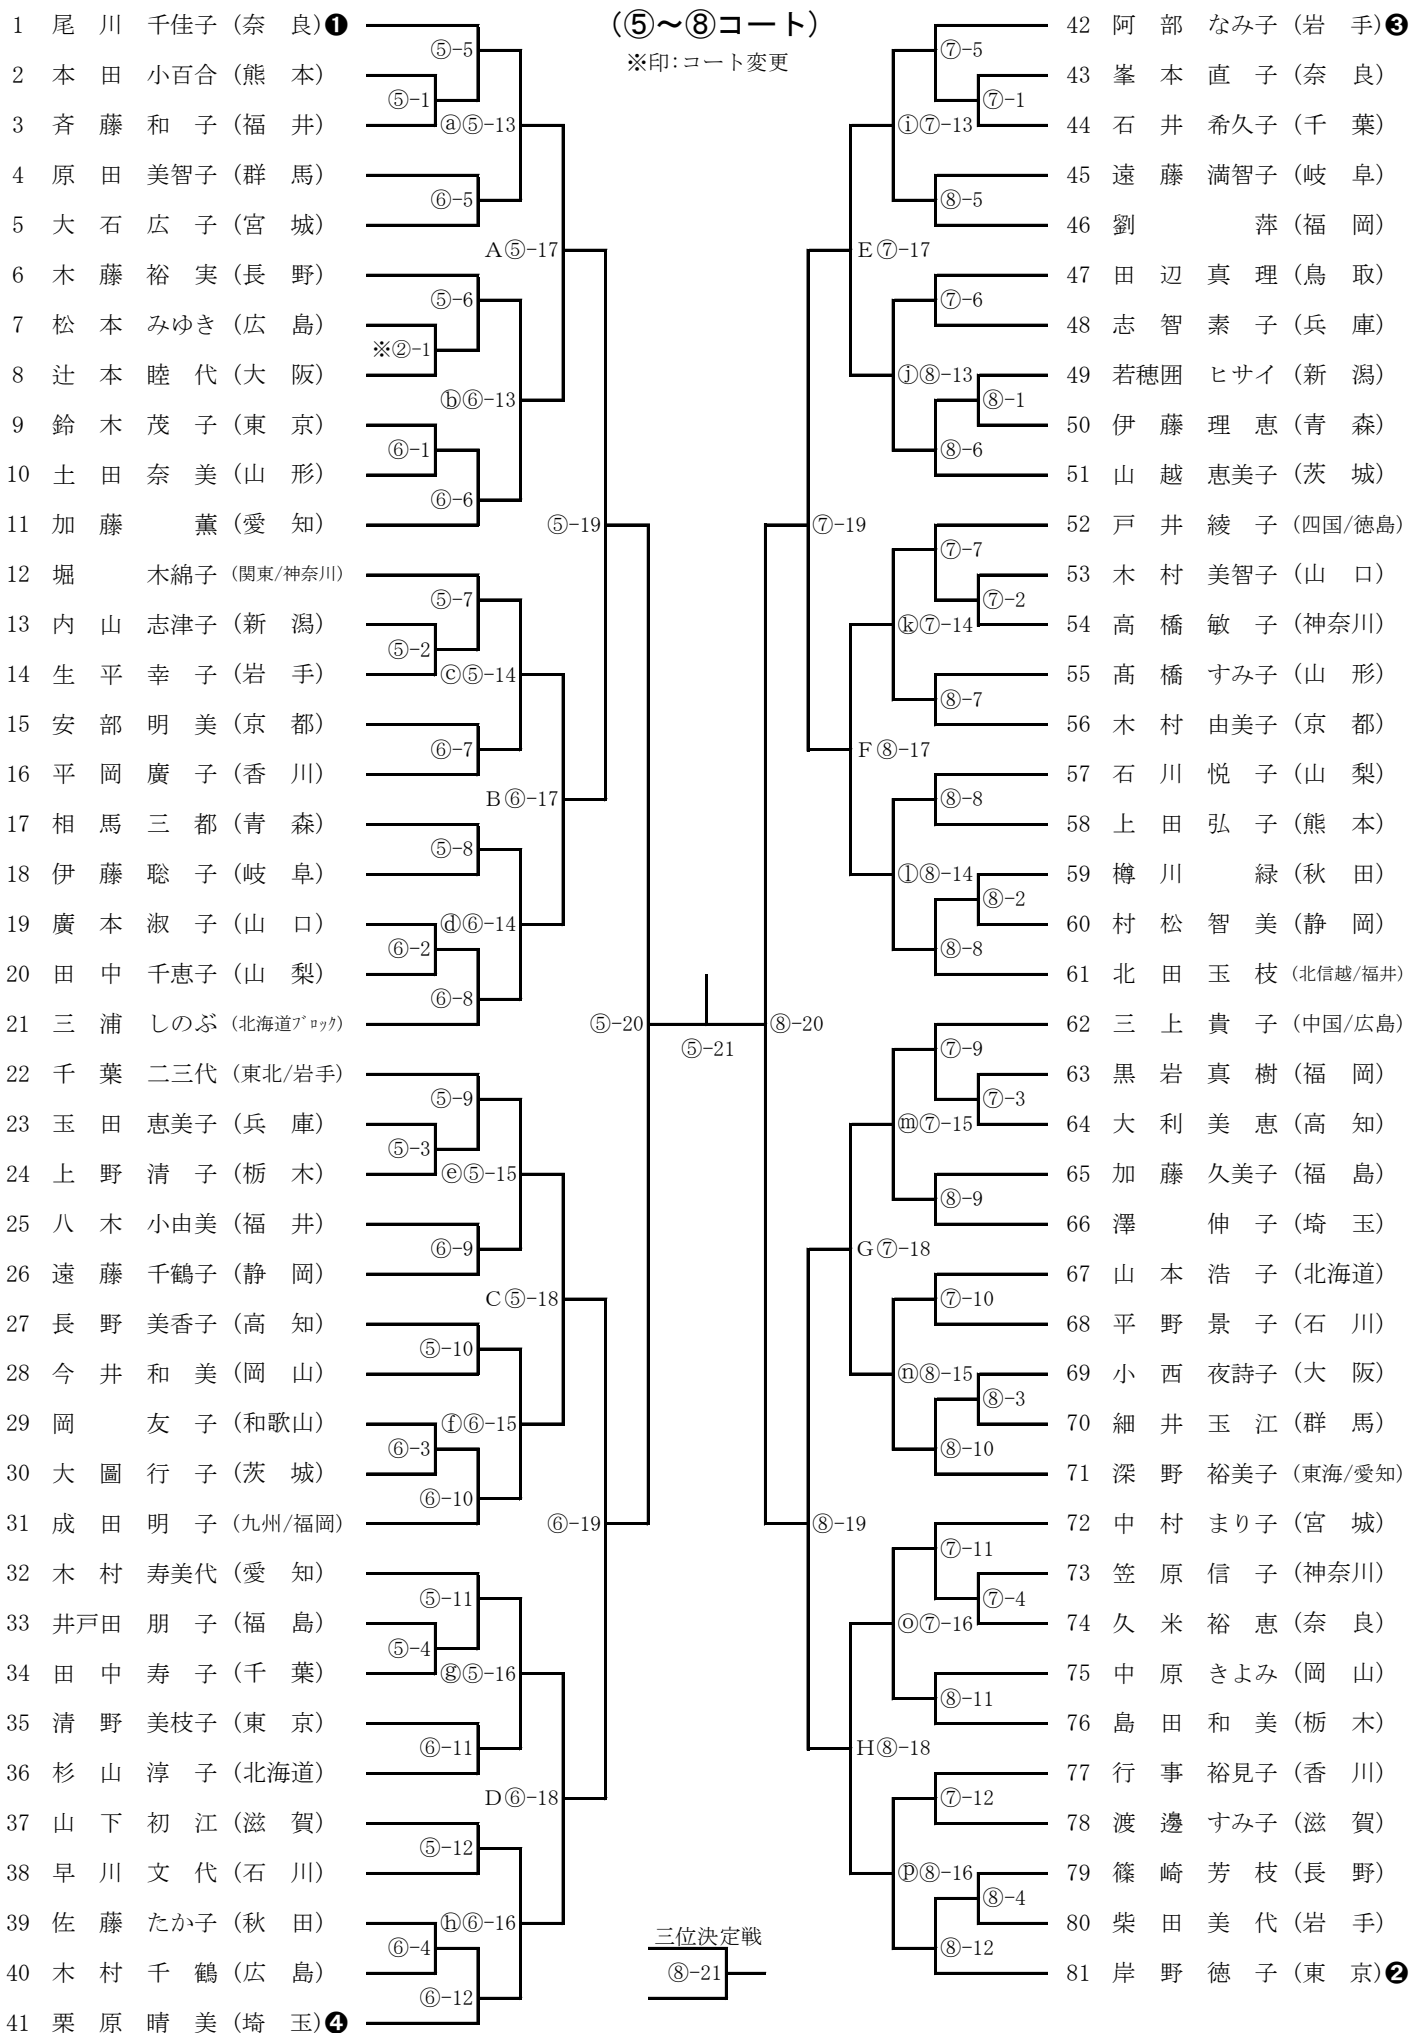 (⑤～⑧コート)
※印:コート変更
1 尾川 千佳子 (奈良)❶
⑤-5
2 本田 小百合 (熊本)
⑤-1
3 斉藤 和子 (福井)
ⓐ⑤-13
4 原田 美智子 (群馬)
⑥-5
5 大石 広子 (宮城)
A⑤-17
6 木藤 裕実 (長野)
⑤-6
7 松本 みゆき (広島)
※②-1
8 辻本 睦代 (大阪)
ⓑ⑥-13
9 鈴木 茂子 (東京)
⑥-1
10 土田 奈美 (山形)
⑥-6
11 加藤 薫 (愛知)
⑤-19
12 堀 木綿子 (関東/神奈川)
⑤-7
13 内山 志津子 (新潟)
⑤-2
14 生平 幸子 (岩手)
ⓒ⑤-14
15 安部 明美 (京都)
⑥-7
16 平岡 廣子 (香川)
B⑥-17
17 相馬 三都 (青森)
⑤-8
18 伊藤 聡子 (岐阜)
19 廣本 淑子 (山口)
ⓓ⑥-14
⑥-2
20 田中 千恵子 (山梨)
⑥-8
21 三浦 しのぶ (北海道ブロック)
⑤-20
22 千葉 二三代 (東北/岩手)
⑤-9
23 玉田 恵美子 (兵庫)
⑤-3
24 上野 清子 (栃木)
ⓔ⑤-15
25 八木 小由美 (福井)
⑥-9
26 遠藤 千鶴子 (静岡)
C⑤-18
27 長野 美香子 (高知)
⑤-10
28 今井 和美 (岡山)
29 岡 友子 (和歌山)
ⓕ⑥-15
⑥-3
30 大圖 行子 (茨城)
⑥-10
31 成田 明子 (九州/福岡)
⑥-19
32 木村 寿美代 (愛知)
⑤-11
33 井戸田 朋子 (福島)
⑤-4
34 田中 寿子 (千葉)
ⓖ⑤-16
35 清野 美枝子 (東京)
⑥-11
36 杉山 淳子 (北海道)
D⑥-18
37 山下 初江 (滋賀)
⑤-12
38 早川 文代 (石川)
39 佐藤 たか子 (秋田)
ⓗ⑥-16
⑥-4
40 木村 千鶴 (広島)
⑥-12
41 栗原 晴美 (埼玉)❹
⑤-21
三位決定戦
⑧-21
42 阿部 なみ子 (岩手)❸
⑦-5
43 峯本 直子 (奈良)
⑦-1
44 石井 希久子 (千葉)
ⓘ⑦-13
45 遠藤 満智子 (岐阜)
⑧-5
46 劉 萍 (福岡)
E⑦-17
47 田辺 真理 (鳥取)
⑦-6
48 志智 素子 (兵庫)
ⓙ⑧-13
49 若穂囲 ヒサイ (新潟)
⑧-1
50 伊藤 理恵 (青森)
⑧-6
51 山越 恵美子 (茨城)
⑦-19
52 戸井 綾子 (四国/徳島)
⑦-7
53 木村 美智子 (山口)
⑦-2
54 高橋 敏子 (神奈川)
ⓚ⑦-14
55 髙橋 すみ子 (山形)
⑧-7
56 木村 由美子 (京都)
F⑧-17
57 石川 悦子 (山梨)
⑧-8
58 上田 弘子 (熊本)
ⓛ⑧-14
59 樽川 緑 (秋田)
⑧-2
60 村松 智美 (静岡)
⑧-8
61 北田 玉枝 (北信越/福井)
⑧-20
62 三上 貴子 (中国/広島)
⑦-9
63 黒岩 真樹 (福岡)
⑦-3
64 大利 美恵 (高知)
ⓜ⑦-15
65 加藤 久美子 (福島)
⑧-9
66 澤 伸子 (埼玉)
G⑦-18
67 山本 浩子 (北海道)
⑦-10
68 平野 景子 (石川)
ⓝ⑧-15
69 小西 夜詩子 (大阪)
⑧-3
70 細井 玉江 (群馬)
⑧-10
71 深野 裕美子 (東海/愛知)
⑧-19
72 中村 まり子 (宮城)
⑦-11
73 笠原 信子 (神奈川)
⑦-4
74 久米 裕恵 (奈良)
ⓞ⑦-16
75 中原 きよみ (岡山)
⑧-11
76 島田 和美 (栃木)
H⑧-18
77 行事 裕見子 (香川)
⑦-12
78 渡邊 すみ子 (滋賀)
ⓟ⑧-16
79 篠崎 芳枝 (長野)
⑧-4
80 柴田 美代 (岩手)
⑧-12
81 岸野 徳子 (東京)❷